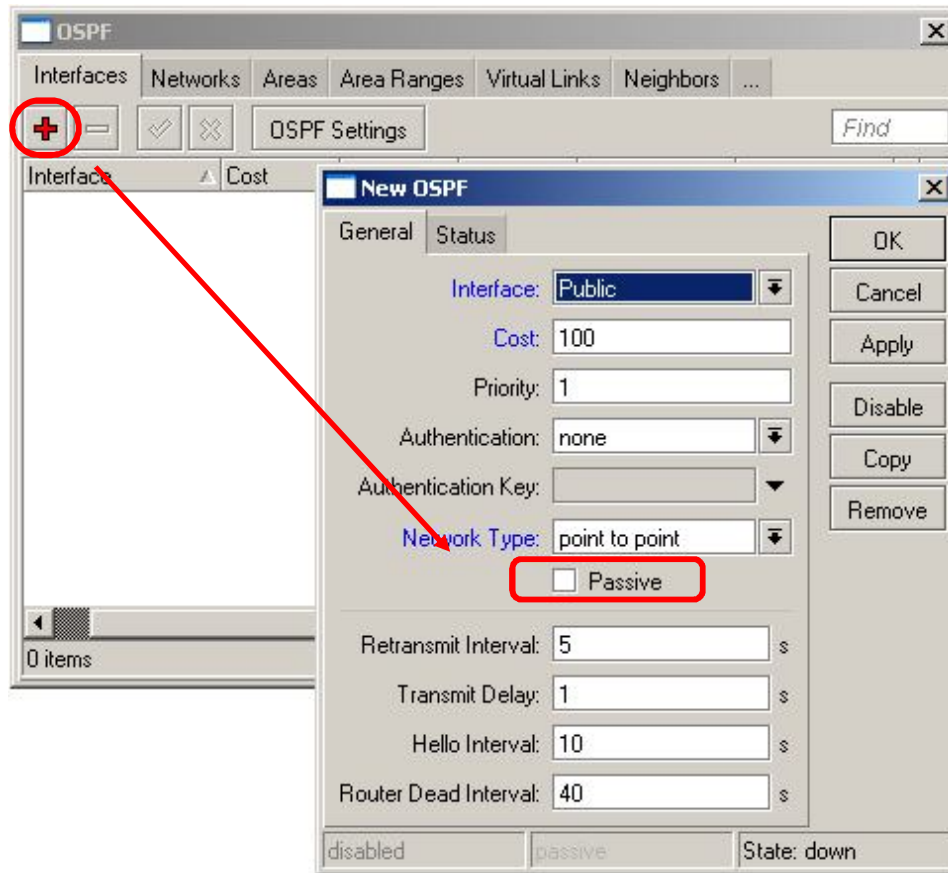 OSPF
Interfaces Networks Areas Area Ranges Virtual Links Neighbors ...
OSPF Settings Find
Interface Cost
New OSPF
General Status
Interface: Public
Cost: 100
Priority: 1
Authentication: none
Authentication Key:
Network Type: point to point
Passive
Retransmit Interval: 5 s
Transmit Delay: 1 s
Hello Interval: 10 s
Router Dead Interval: 40 s
OK
Cancel
Apply
Disable
Copy
Remove
0 items
disabled passive State: down